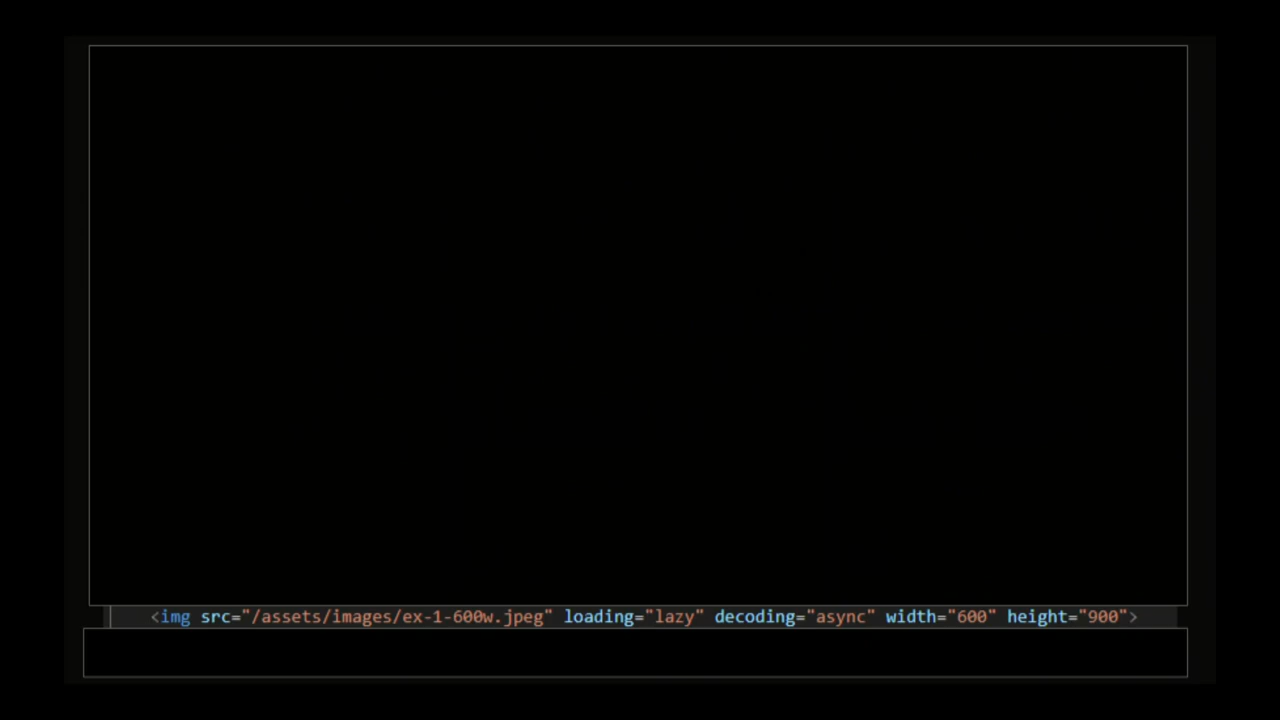 <img src="/assets/images/ex-1-600w.jpeg" loading="lazy" decoding="async" width="600" height="900">